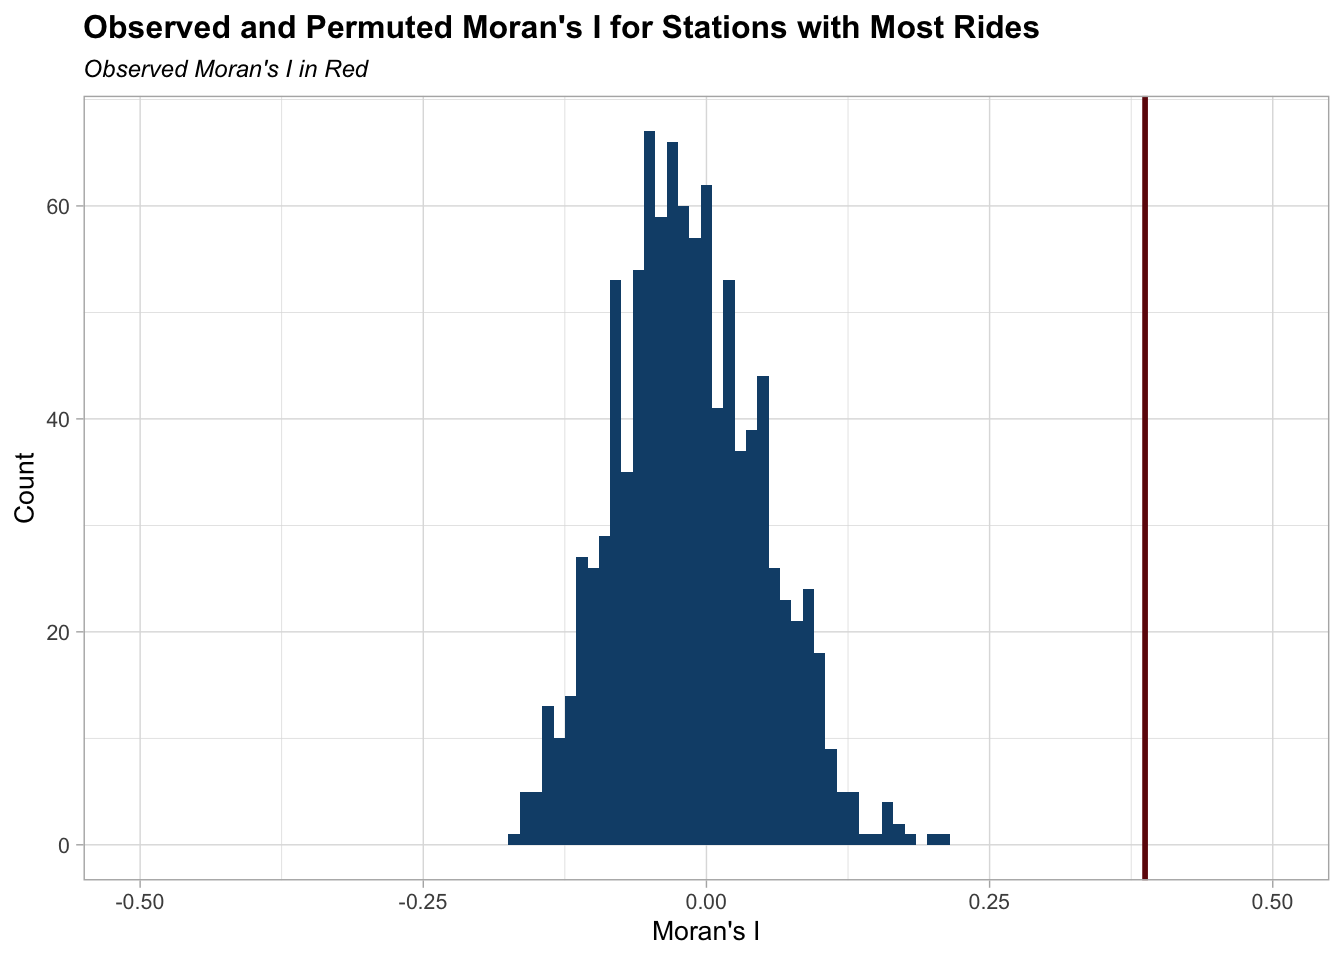 Observed and Permuted Moran's I for Stations with Most Rides
Observed Moran's I in Red
60
40
20
0
Count
-0.50
-0.25
0.00
0.25
0.50
Moran's I